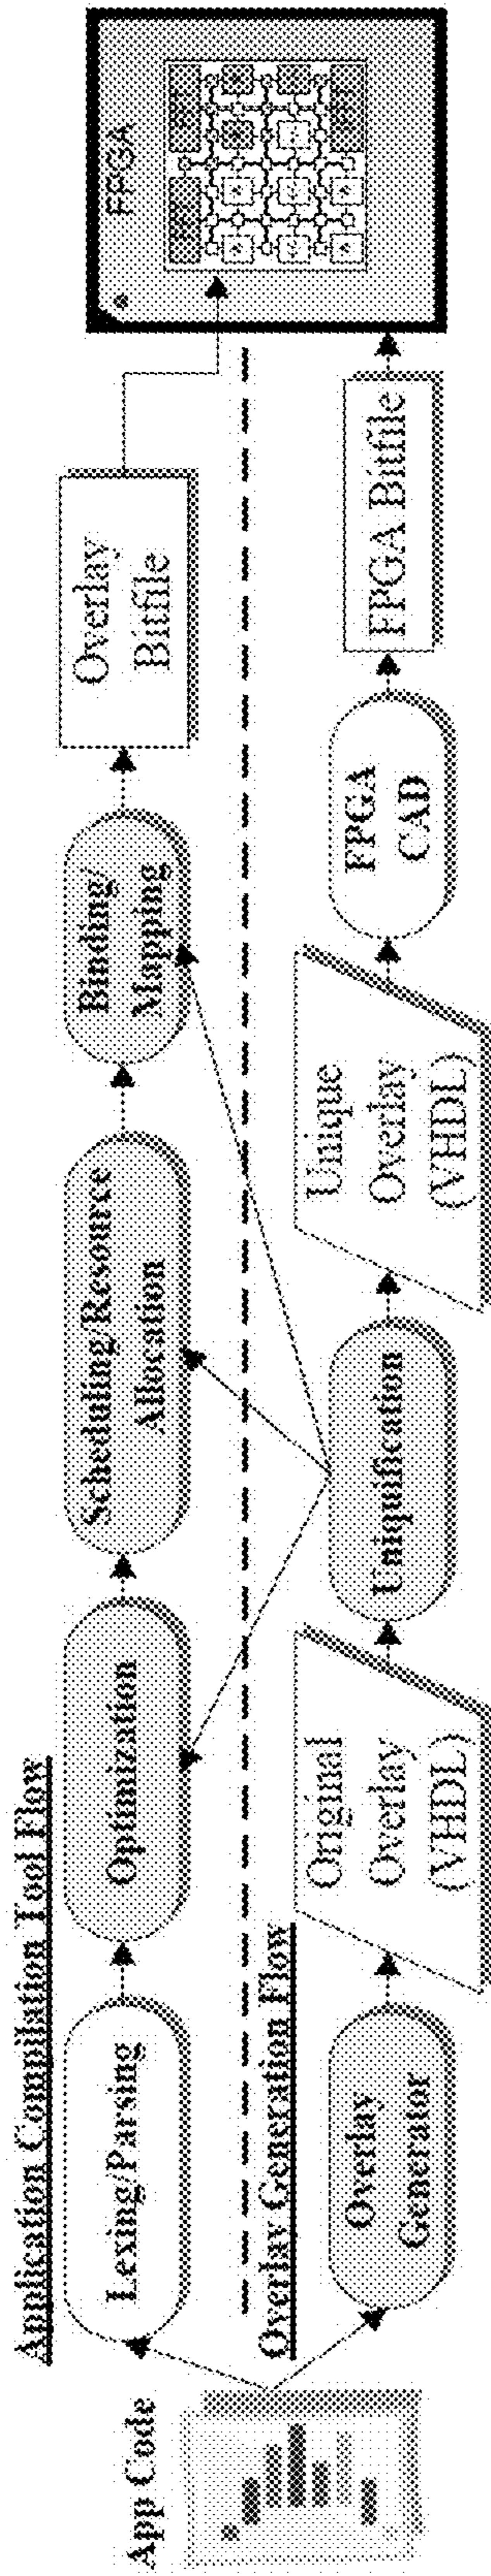 App Code
Application Compilation Tool Flow
Lexing/Parsing
Optimization
Scheduling/Resource
Allocation
Binding/
Mapping
Overlay
Bitfile
Overlay Generation Flow
Overlay
Generator
Original
Overlay
(VHDL)
Uniquification
Unique
Overlay
(VHDL)
FPGA
CAD
FPGA Bitfile
FPGA